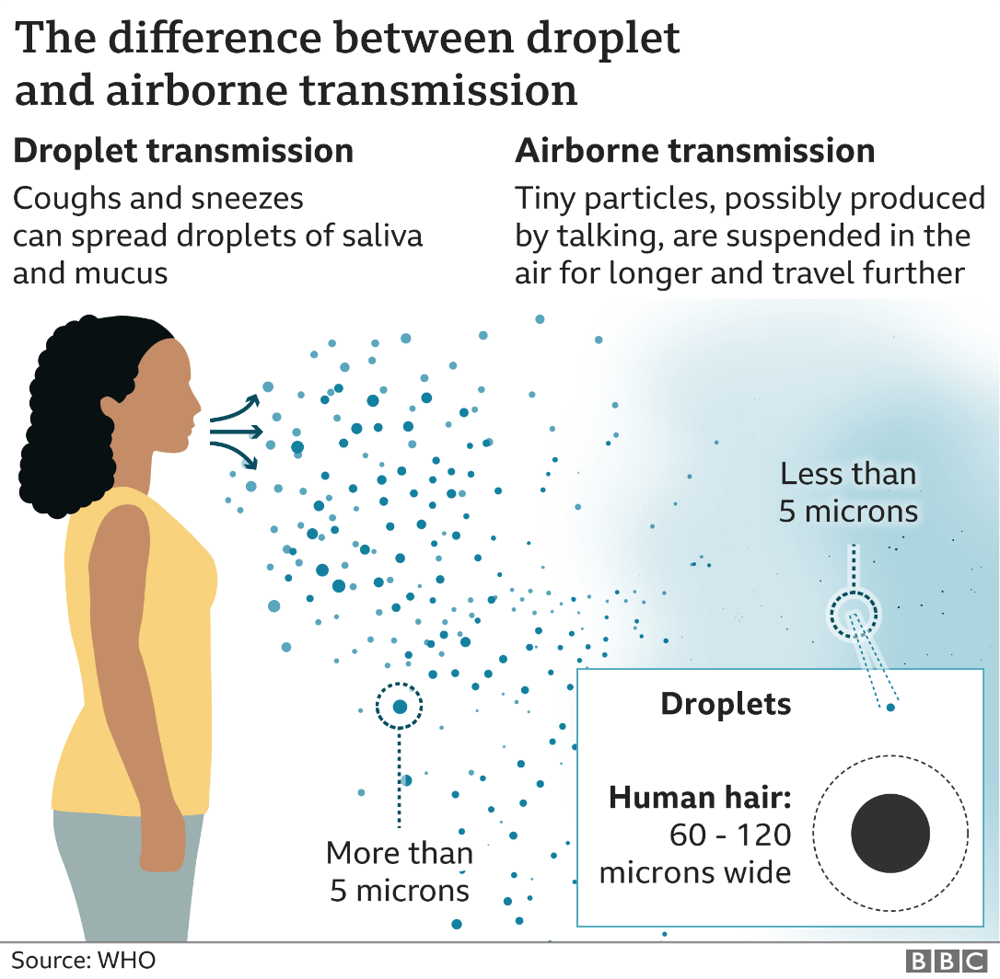 The difference between droplet
and airborne transmission
Droplet transmission
Coughs and sneezes
can spread droplets of saliva
and mucus
Airborne transmission
Tiny particles, possibly produced
by talking, are suspended in the
air for longer and travel further
Less than
5 microns
More than
5 microns
Droplets
Human hair:
60 - 120
microns wide
Source: WHO
BBC